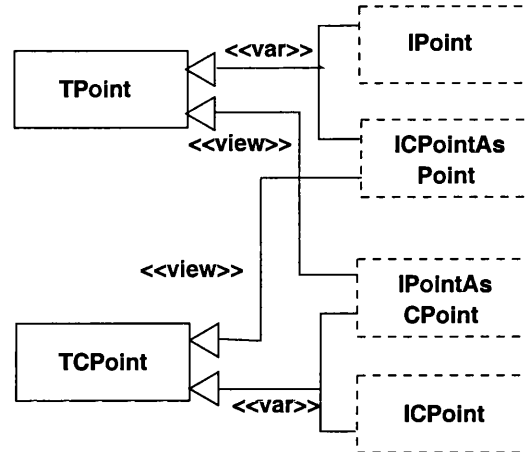 <<var>>
IPoint
TPoint
<<view>>
ICPointAs
Point
<<view>>
IPointAs
CPoint
TCPoint
<<var>>
ICPoint